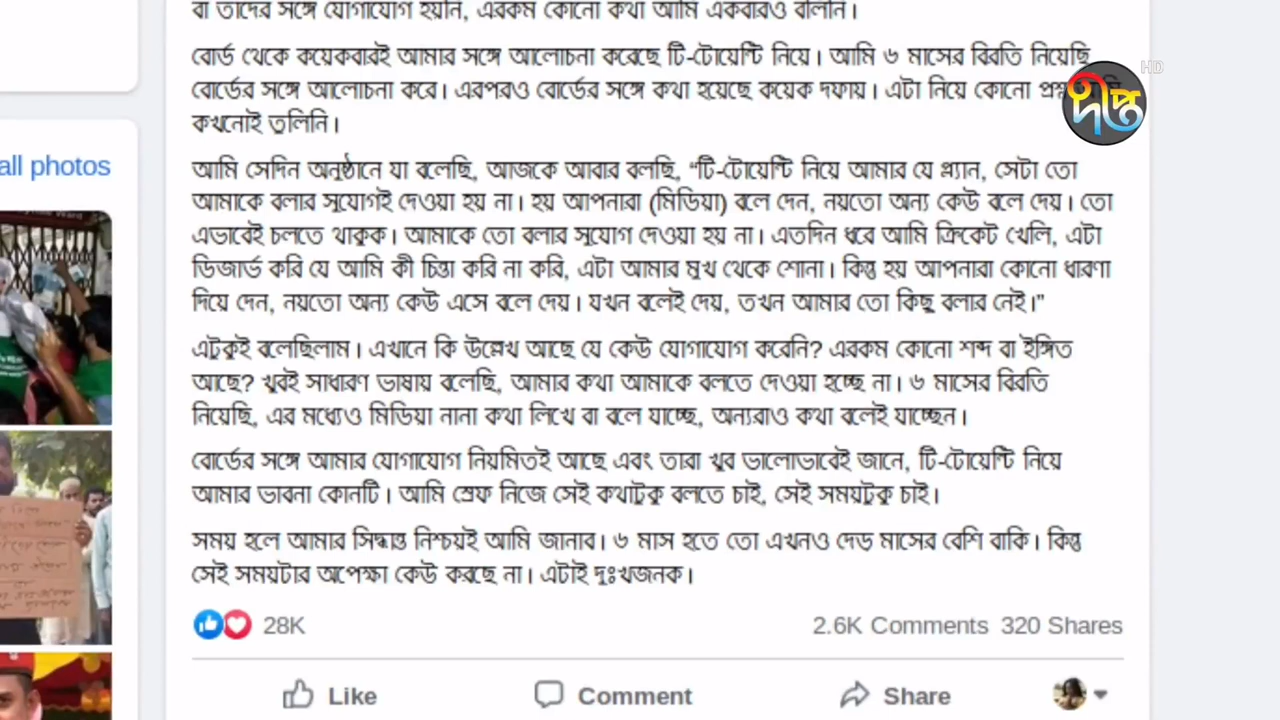 বা তাদের সঙ্গে যোগাযোগ হয়নি, এরকম কোনো কথা আমি একবারও বলিনি।
বোর্ড থেকে কয়েকবারই আমার সঙ্গে আলোচনা করেছে টি-টোয়েন্টি নিয়ে। আমি ৬ মাসের বিরতি নিয়েছি
বোর্ডের সঙ্গে আলোচনা করে। এরপরও বোর্ডের সঙ্গে কথা হয়েছে কয়েক দফায়। এটা নিয়ে কোনো
কখনোই তুলিনি।
আমি সেদিন অনুষ্ঠানে যা বলেছি, আজকে আবার বলছি, “টি-টোয়েন্টি নিয়ে আমার যে প্ল্যান, সেটা তো
আমাকে বলার সুযোগই দেওয়া হয় না। হয় আপনারা (মিডিয়া) বলে দেন, নয়তো অন্য কেউ বলে দেয়। তো
এভাবেই চলতে থাকুক। আমাকে তো বলার সুযোগ দেওয়া হয় না। এতদিন ধরে আমি ক্রিকেট খেলি, এটা
ডিজার্ভ করি যে আমি কী চিন্তা করি না করি, এটা আমার মুখ থেকে শোনা। কিন্তু হয় আপনারা কোনো ধারণা
দিয়ে দেন, নয়তো অন্য কেউ এসে বলে দেয়। যখন বলেই দেয়, তখন আমার তো কিছু বলার নেই।”
এটুকুই বলেছিলাম। এখানে কি উল্লেখ আছে যে কেউ যোগাযোগ করেনি? এরকম কোনো শব্দ বা ইঙ্গিত
আছে? খুবই সাধারণ ভাষায় বলেছি, আমার কথা আমাকে বলতে দেওয়া হচ্ছে না। ৬ মাসের বিরতি
নিয়েছি, এর মধ্যেও মিডিয়া নানা কথা লিখে বা বলে যাচ্ছে, অন্যরাও কথা বলেই যাচ্ছেন।
বোর্ডের সঙ্গে আমার যোগাযোগ নিয়মিতই আছে এবং তারা খুব ভালোভাবেই জানে, টি-টোয়েন্টি নিয়ে
আমার ভাবনা কোনটি। আমি স্রেফ নিজে সেই কথাটুকু বলতে চাই, সেই সময়টুকু চাই।
সময় হলে আমার সিদ্ধান্ত নিশ্চয়ই আমি জানাব। ৬ মাস হতে তো এখনও দেড় মাসের বেশি বাকি। কিন্তু
সেই সময়টার অপেক্ষা কেউ করছে না। এটাই দুঃখজনক।
28K 2.6K Comments 320 Shares
Like Comment Share
all photos
দীপ্ত HD